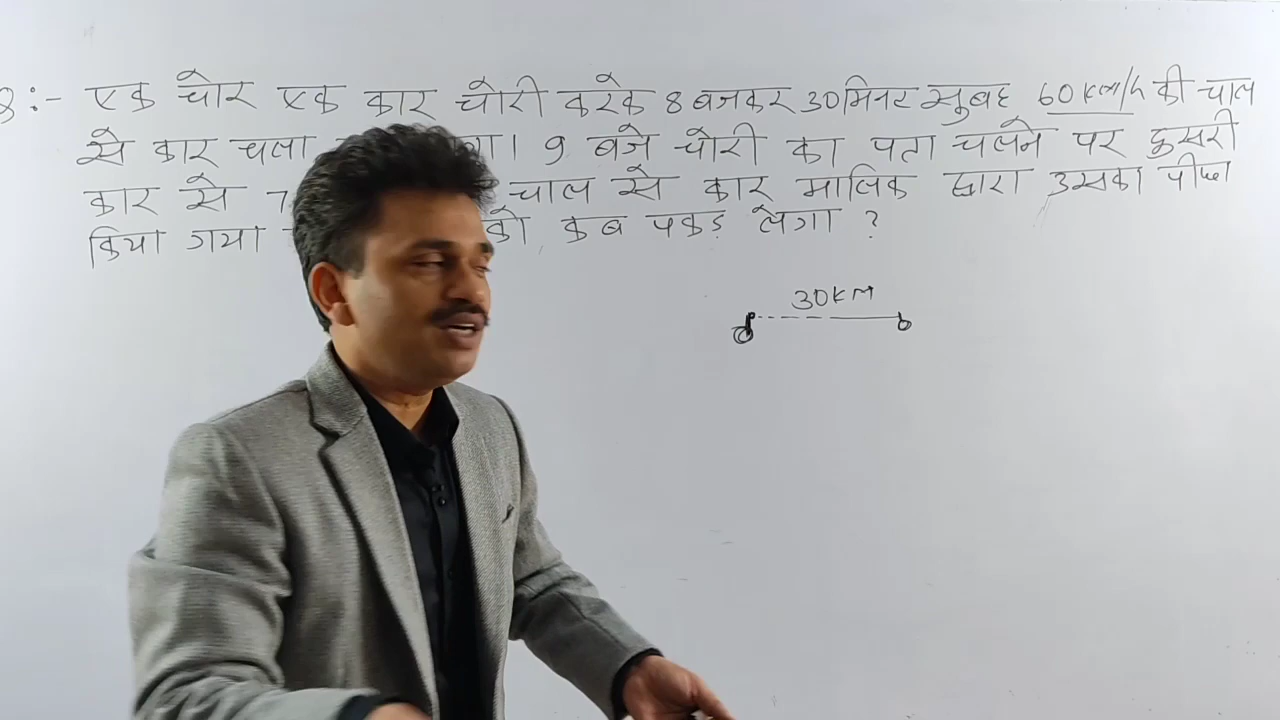 8:- एक चोर एक कार चोरी करके 8 बजकर 30 मिनट सुबह 60 KM/h की चाल
से कार चला गा। 9 बजे चोरी का पता चलने पर दुसरी
कार से 7 चाल से कार मालिक द्वारा उसका पीछा
किया गया को कब पकड़ लेगा ?
30 KM